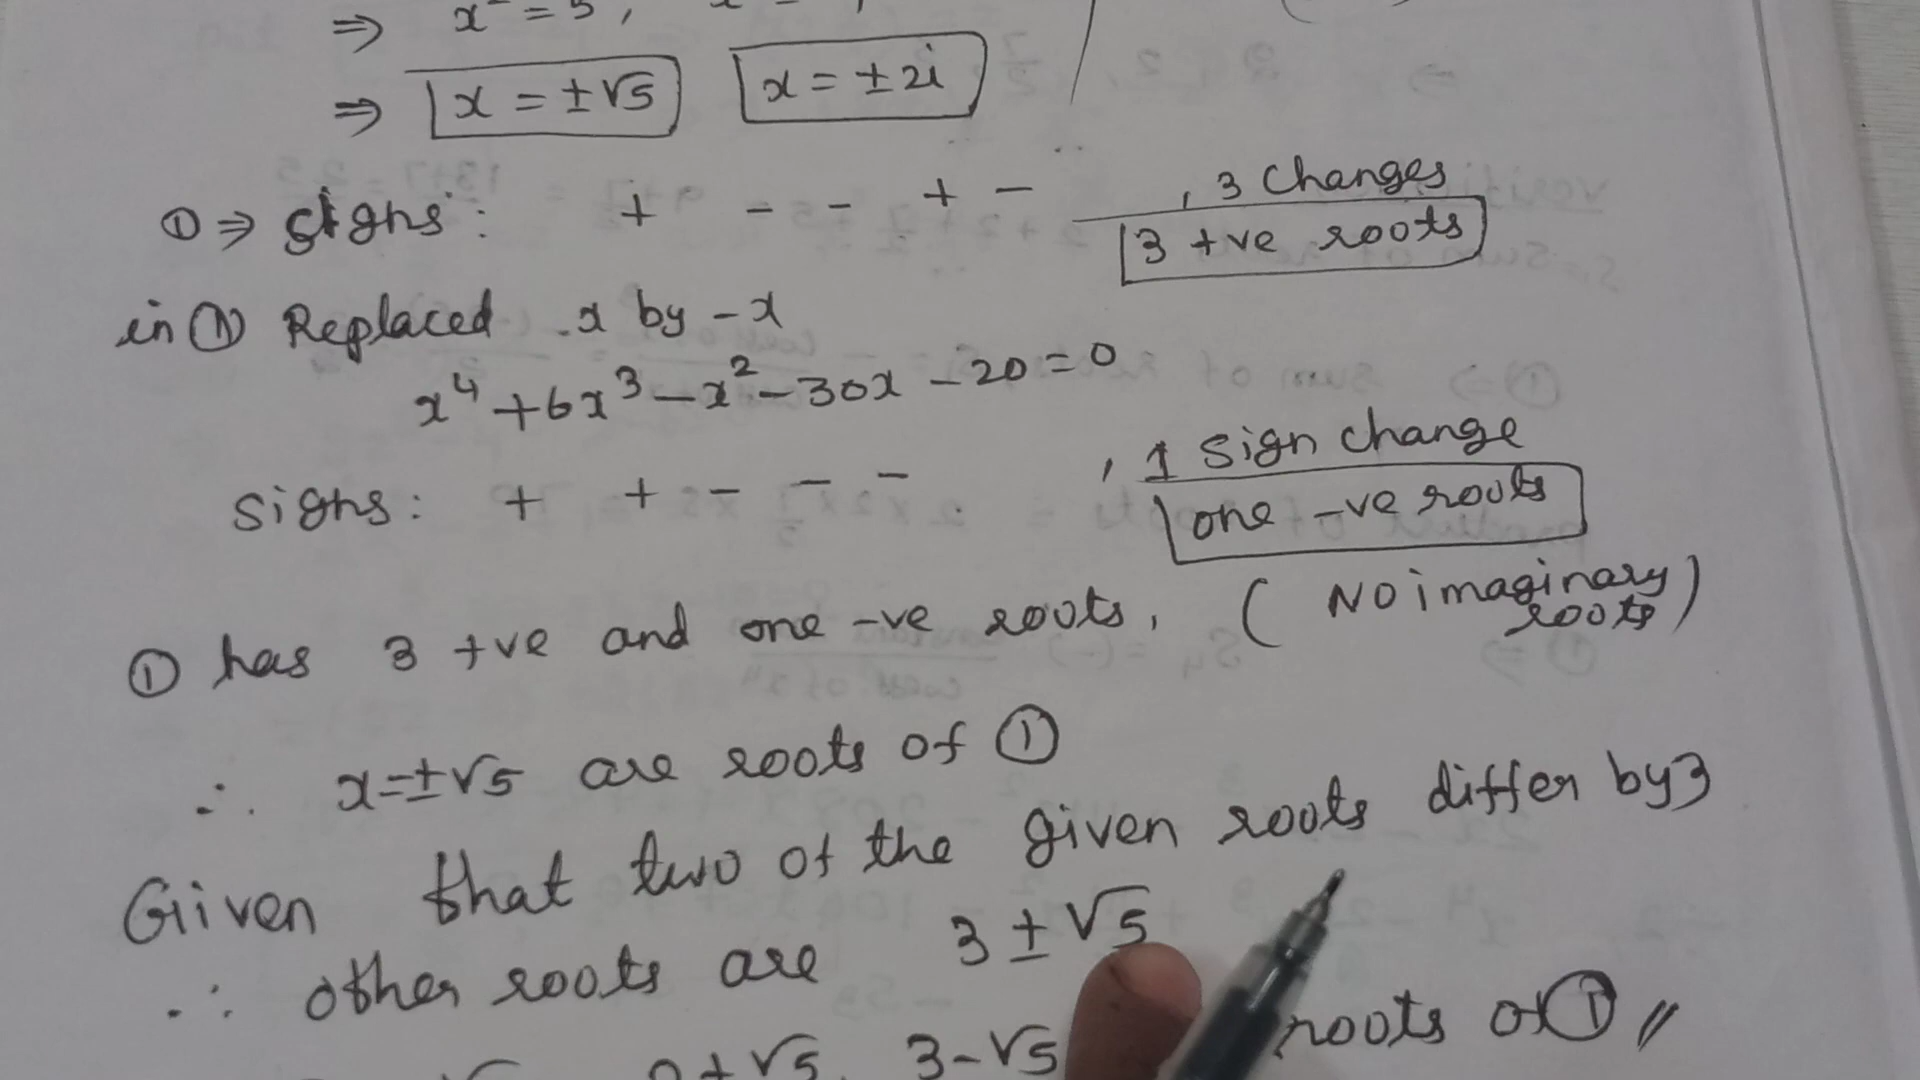 ⇒ x² = 5,
⇒ x = ±√5 x = ±2i
① ⇒ signs: + - - + - , 3 changes
3 +ve roots
in ① Replaced x by -x
x⁴ + 6x³ - x² - 30x - 20 = 0
signs: + + - - - , 1 sign change
one -ve roots
① has 3 +ve and one -ve roots, (No imaginary roots)
∴ x = ±√5 are roots of ①
Given that two of the given roots differ by 3
∴ other roots are 3 ± √5
3 - √5 roots of ① //